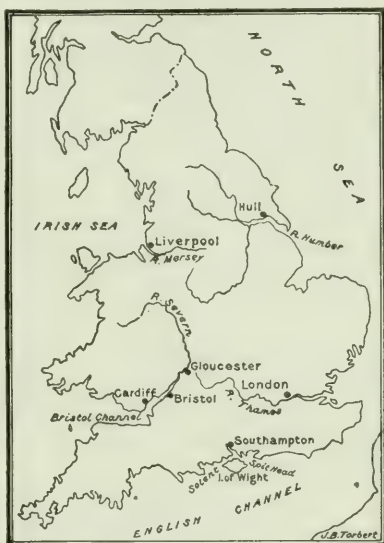 NORTH
SEA
Hull
R. Humber
IRISH SEA
Liverpool
R. Mersey
R. Severn
Gloucester
Cardiff
Bristol
London
R. Thames
Bristol Channel
Southampton
Solent
Spit Head
I. of Wight
ENGLISH CHANNEL
J.B. Torbert